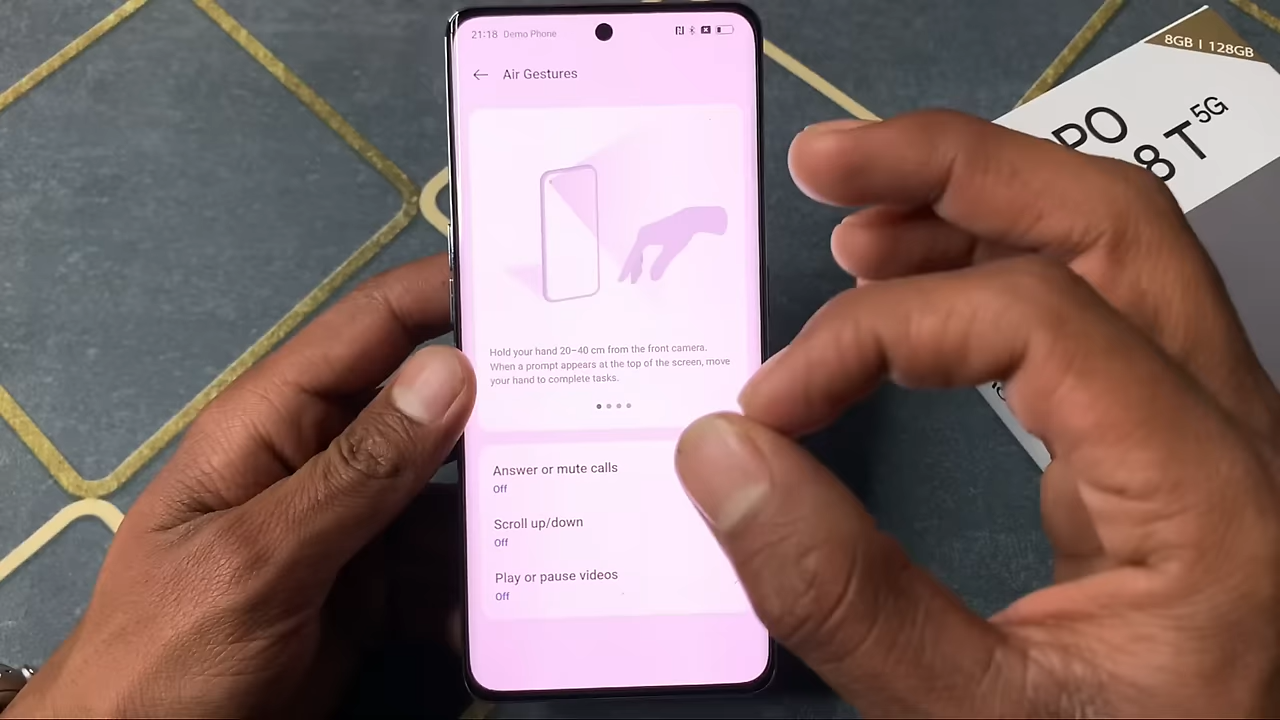 21:18 Demo Phone
Air Gestures
8GB | 128GB
PO
8 T 5G
Hold your hand 20–40 cm from the front camera.
When a prompt appears at the top of the screen, move
your hand to complete tasks.
Answer or mute calls
Off
Scroll up/down
Off
Play or pause videos
Off